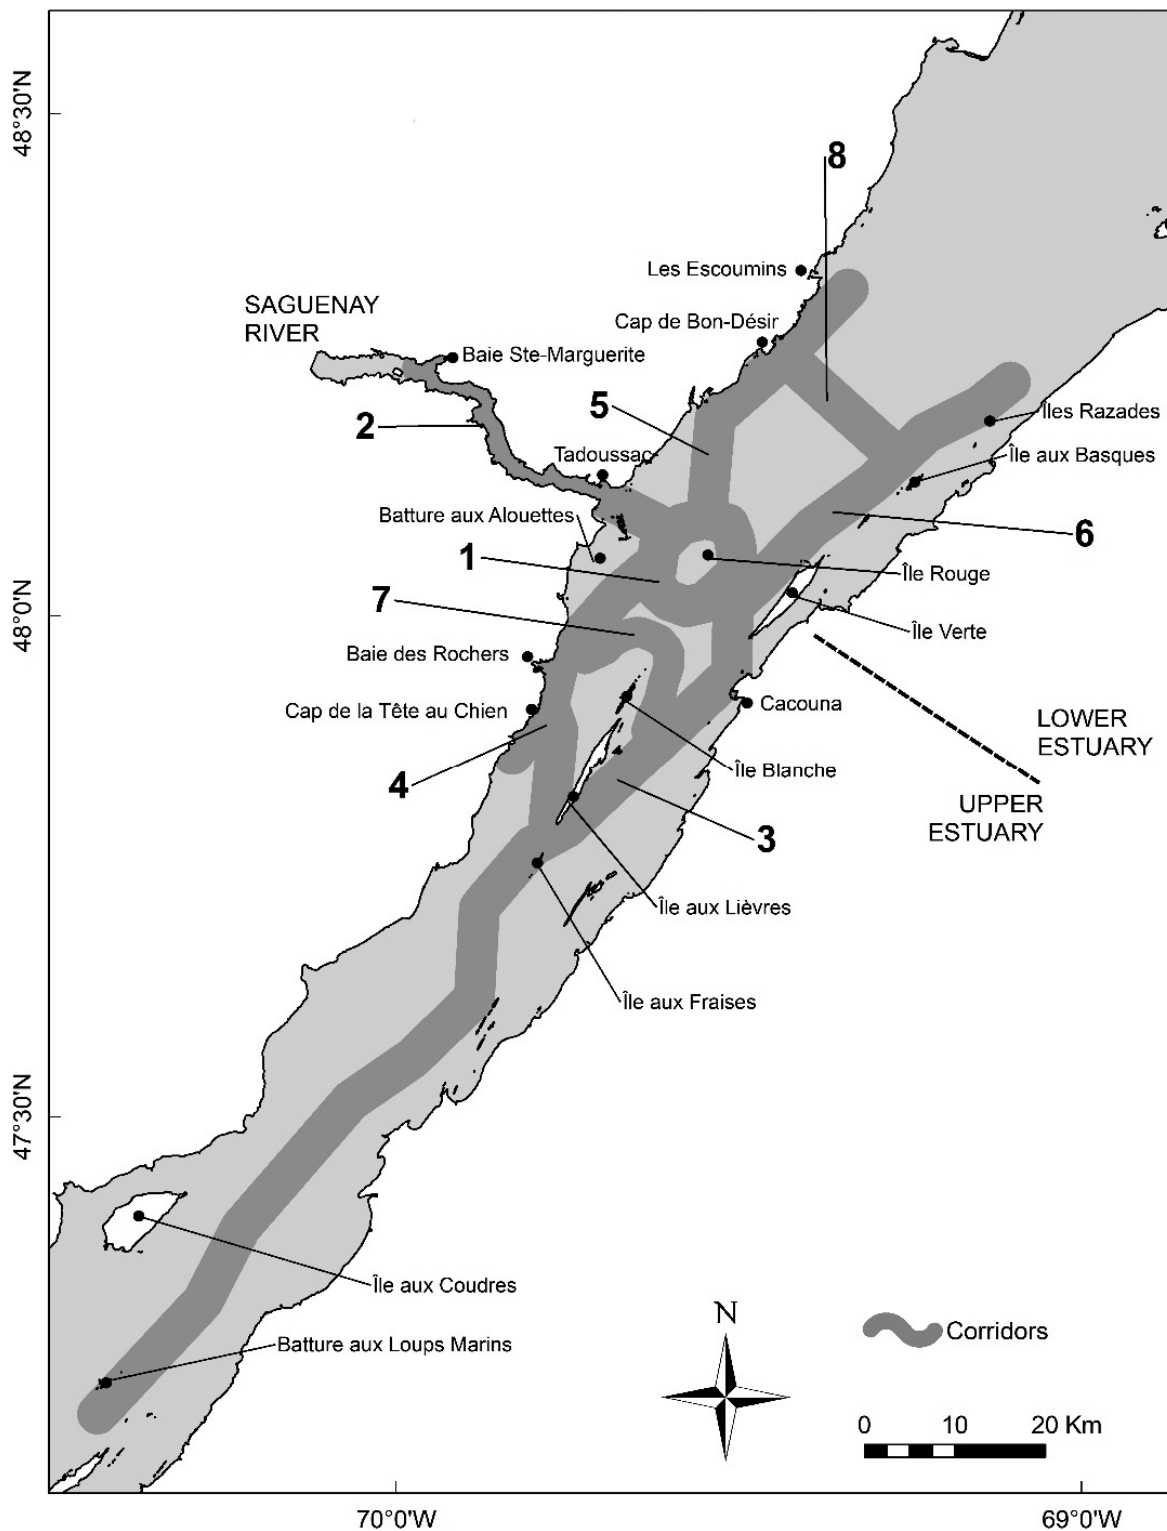 48°30'N
8
Les Escoumins
SAGUENAY
RIVER
Cap de Bon-Désir
Baie Ste-Marguerite
5
Îles Razades
2
Tadoussac
Île aux Basques
Batture aux Alouettes
6
1
Île Rouge
7
48°0'N
Île Verte
Baie des Rochers
Cap de la Tête au Chien
Cacouna
LOWER
ESTUARY
4
Île Blanche
UPPER
ESTUARY
3
Île aux Lièvres
Île aux Fraises
47°30'N
Île aux Coudres
N
Corridors
Batture aux Loups Marins
0 10 20 Km
70°0'W 69°0'W